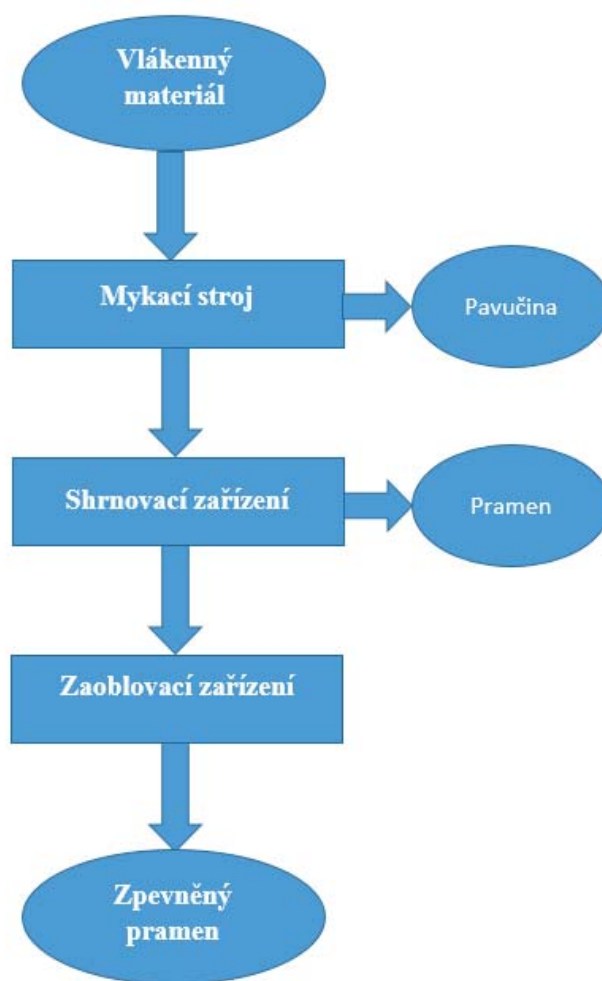 Vlákenný
materiál
Mykací stroj
Pavučina
Shrnovací zařízení
Pramen
Zaoblovací zařízení
Zpevněný
pramen